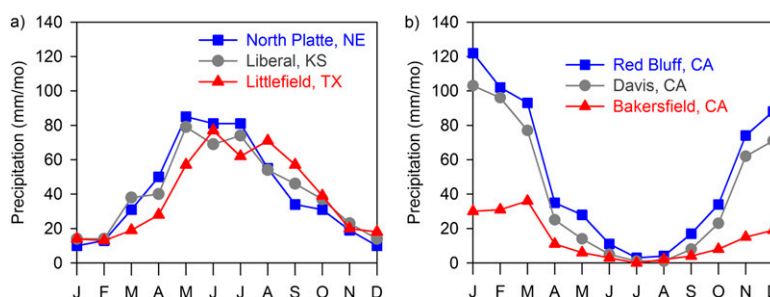 a)
Precipitation (mm/mo)
140
120
100
80
60
40
20
0
North Platte, NE
Liberal, KS
Littlefield, TX
J F M A M J J A S O N D
b)
Precipitation (mm/mo)
140
120
100
80
60
40
20
0
Red Bluff, CA
Davis, CA
Bakersfield, CA
J F M A M J J A S O N D